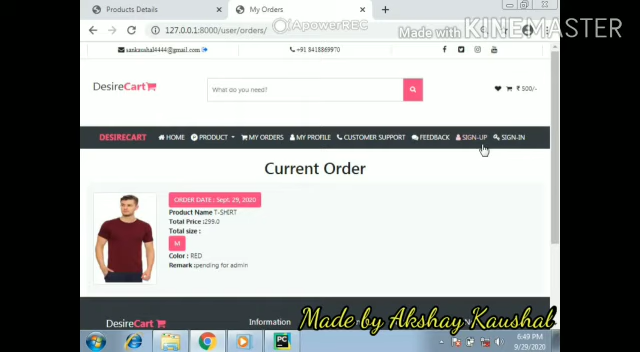 Products Details
My Orders
127.0.0.1:8000/user/orders/
APowerREC
Made with KINEMASTER
sankaushal4444@gmail.com
+91 8418869970
DesireCart
What do you need?
₹ 500/-
DESIRECART HOME PRODUCT MY ORDERS MY PROFILE CUSTOMER SUPPORT FEEDBACK SIGN-UP SIGN-IN
Current Order
ORDER DATE : Sept. 29, 2020
Product Name T-SHIRT
Total Price :299.0
Total size :
M
Color : RED
Remark :pending for admin
DesireCart
Information
Made by Akshay Kaushal
6:49 PM
9/29/2020